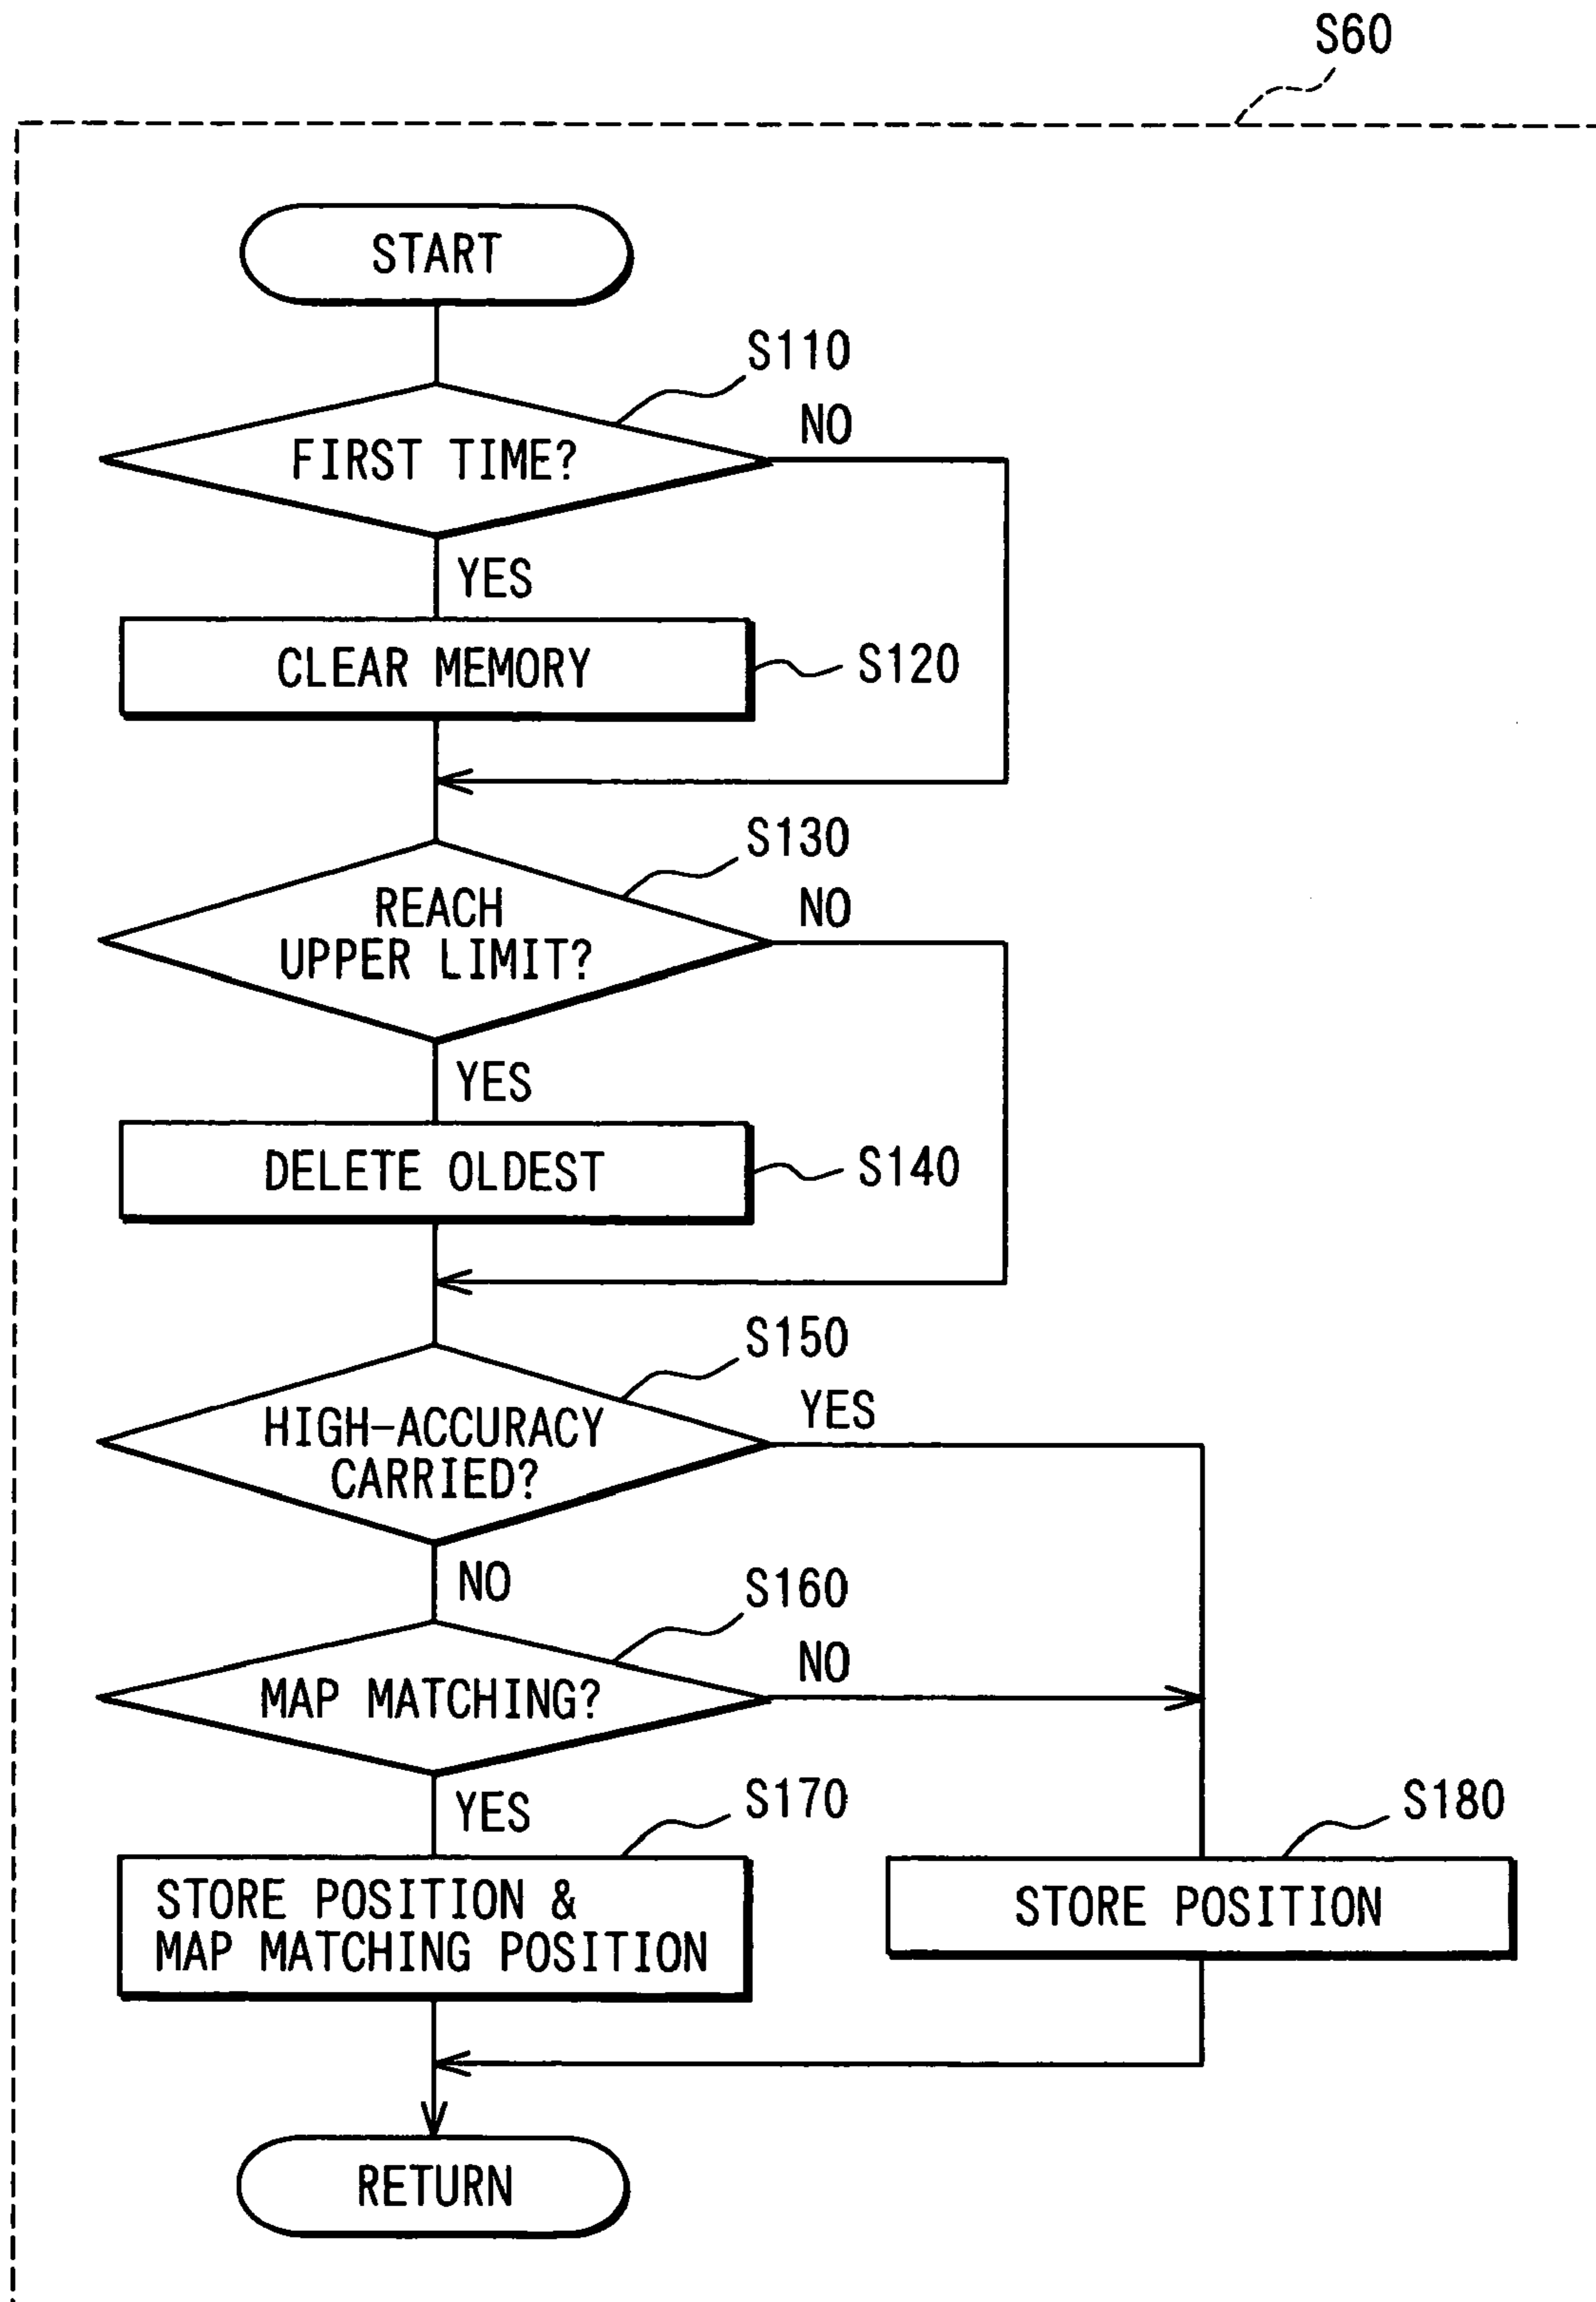 S60
START
S110
NO
FIRST TIME?
YES
CLEAR MEMORY
S120
S130
NO
REACH
UPPER LIMIT?
YES
DELETE OLDEST
S140
S150
YES
HIGH-ACCURACY
CARRIED?
NO
S160
NO
MAP MATCHING?
YES
S170
S180
STORE POSITION &
MAP MATCHING POSITION
STORE POSITION
RETURN